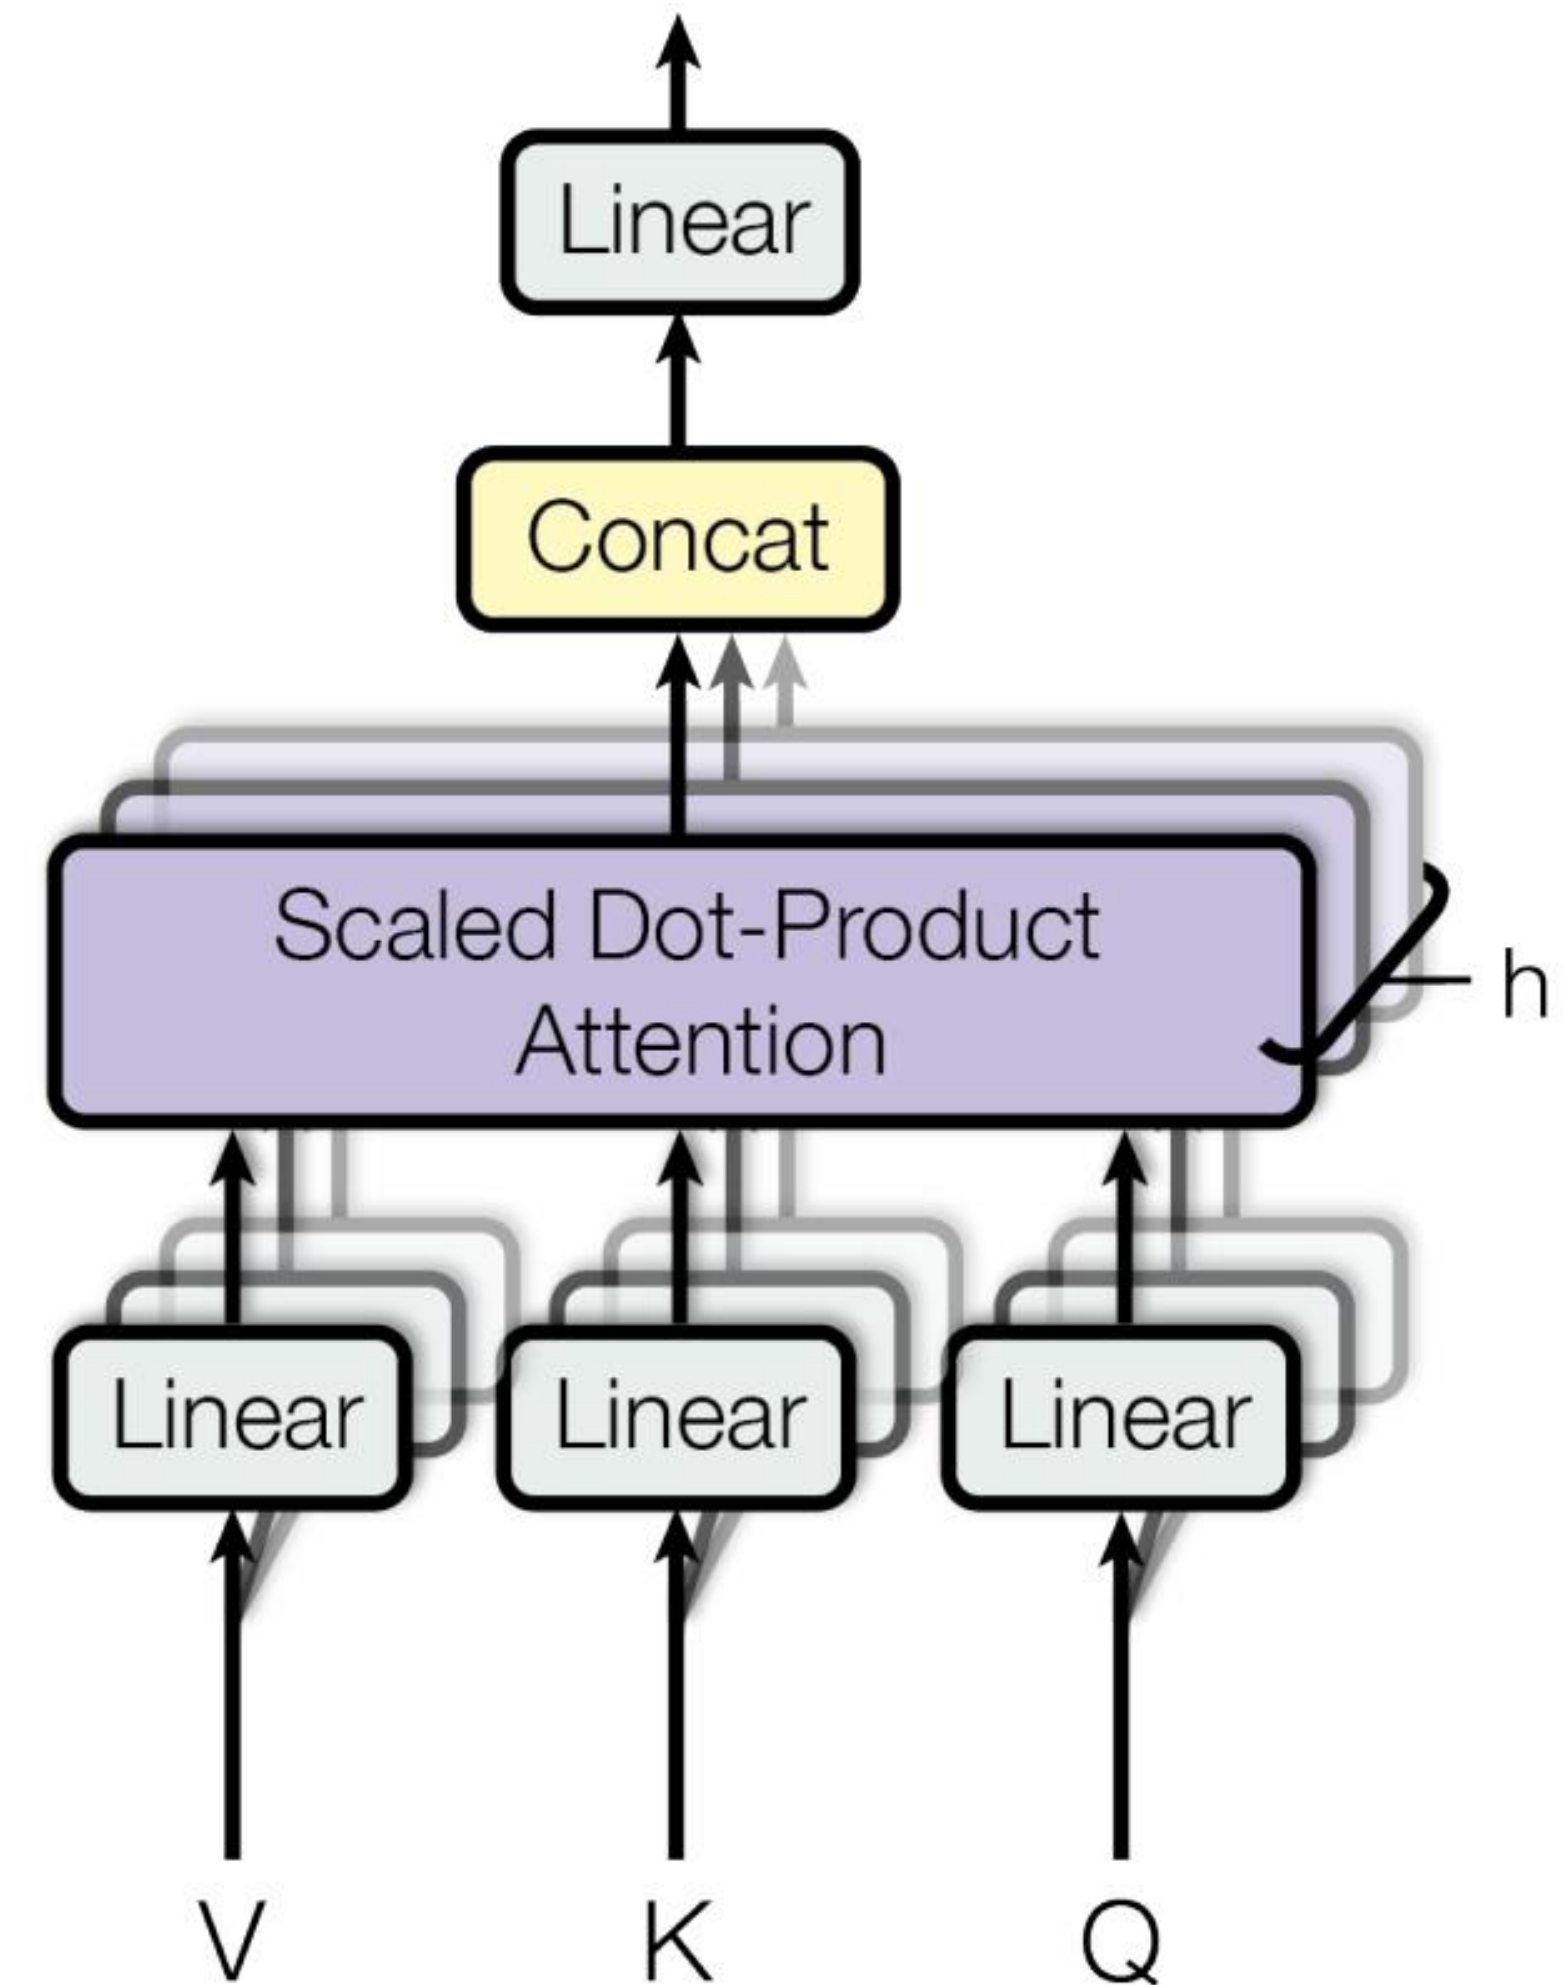 Linear
Concat
Scaled Dot-Product
Attention
h
Linear Linear Linear
V K Q